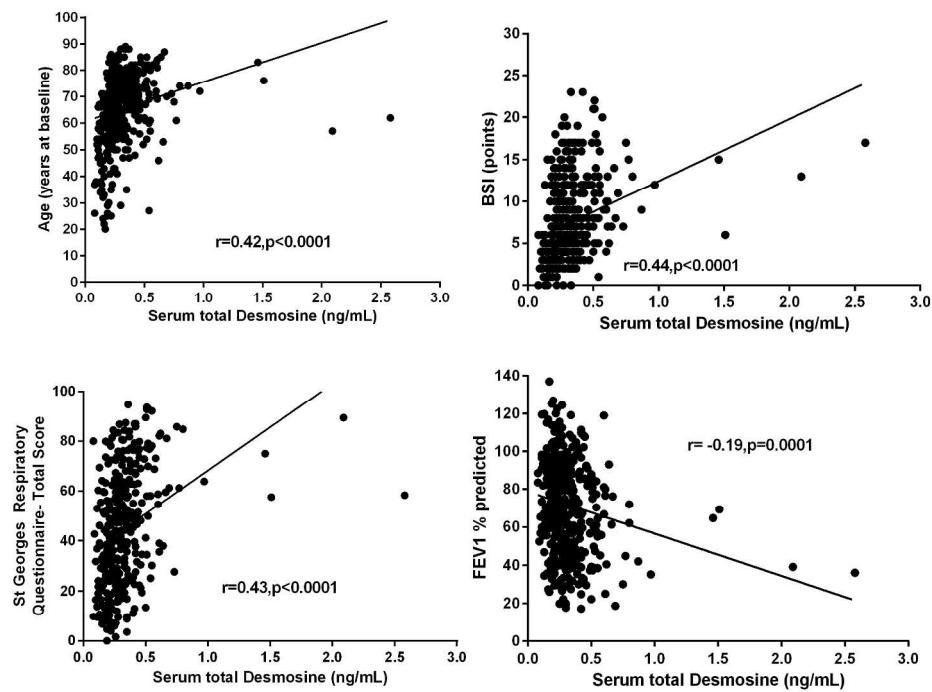 100
90
80
70
60
50
40
30
20
10
0
Age (years at baseline)
r=0.42,p<0.0001
0.0 0.5 1.0 1.5 2.0 2.5 3.0
Serum total Desmosine (ng/mL)
30
25
20
15
10
5
0
BSI (points)
r=0.44,p<0.0001
0.0 0.5 1.0 1.5 2.0 2.5 3.0
Serum total Desmosine (ng/mL)
100
80
60
40
20
0
St Georges Respiratory
Questionnaire- Total Score
r=0.43,p<0.0001
0.0 0.5 1.0 1.5 2.0 2.5 3.0
Serum total Desmosine (ng/mL)
140
120
100
80
60
40
20
0
FEV1 % predicted
r= -0.19,p=0.0001
0.0 0.5 1.0 1.5 2.0 2.5 3.0
Serum total Desmosine (ng/mL)